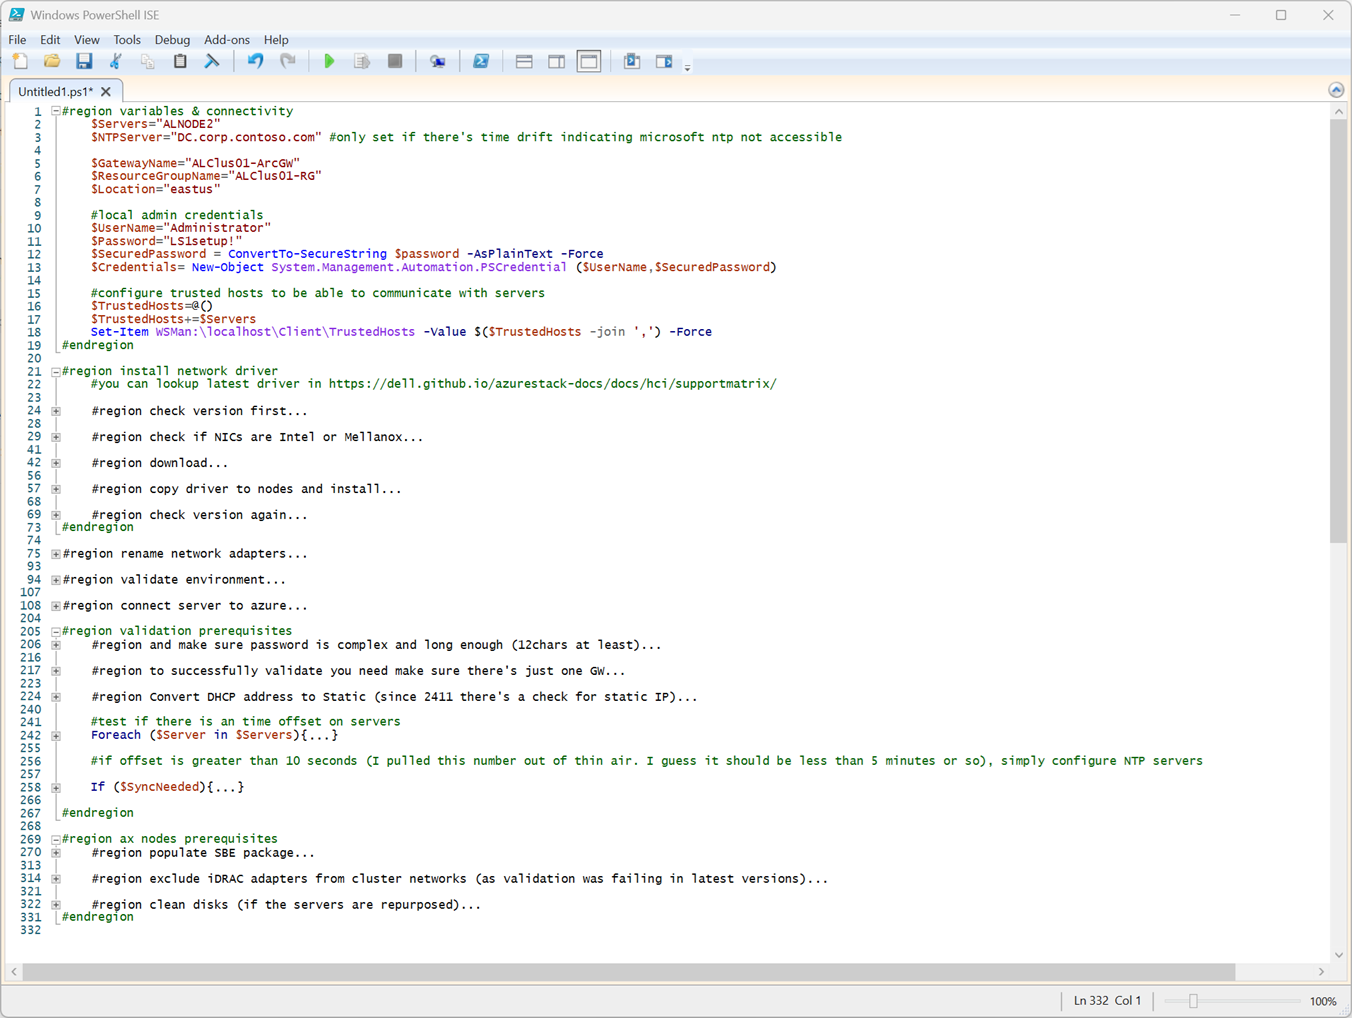 Windows PowerShell ISE
File Edit View Tools Debug Add-ons Help
Untitled1.ps1*
1 #region variables & connectivity
2 $Servers="ALNODE2"
3 $NTPServer="DC.corp.contoso.com" #only set if there's time drift indicating microsoft ntp not accessible
4
5 $GatewayName="ALClus01-ArcGW"
6 $ResourceGroupName="ALClus01-RG"
7 $Location="eastus"
8
9 #local admin credentials
10 $UserName="Administrator"
11 $Password="LS1setup!"
12 $SecuredPassword = ConvertTo-SecureString $password -AsPlainText -Force
13 $Credentials= New-Object System.Management.Automation.PSCredential ($UserName,$SecuredPassword)
14
15 #configure trusted hosts to be able to communicate with servers
16 $TrustedHosts=@()
17 $TrustedHosts+=$Servers
18 Set-Item WSMan:\localhost\Client\TrustedHosts -Value $($TrustedHosts -join ',') -Force
19 #endregion
20
21 #region install network driver
22 #you can lookup latest driver in https://dell.github.io/azurestack-docs/docs/hci/supportmatrix/
23
24 #region check version first...
28
29 #region check if NICs are Intel or Mellanox...
41
42 #region download...
56
57 #region copy driver to nodes and install...
68
69 #region check version again...
73 #endregion
74
75 #region rename network adapters...
93
94 #region validate environment...
107
108 #region connect server to azure...
204
205 #region validation prerequisites
206 #region and make sure password is complex and long enough (12chars at least)...
216
217 #region to successfully validate you need make sure there's just one GW...
223
224 #region Convert DHCP address to Static (since 2411 there's a check for static IP)...
240
241 #test if there is an time offset on servers
242 Foreach ($Server in $Servers){...}
255
256 #if offset is greater than 10 seconds (I pulled this number out of thin air. I guess it should be less than 5 minutes or so), simply configure NTP servers
257
258 If ($SyncNeeded){...}
266
267 #endregion
268
269 #region ax nodes prerequisites
270 #region populate SBE package...
313
314 #region exclude iDRAC adapters from cluster networks (as validation was failing in latest versions)...
321
322 #region clean disks (if the servers are repurposed)...
331 #endregion
332
Ln 332 Col 1 100%